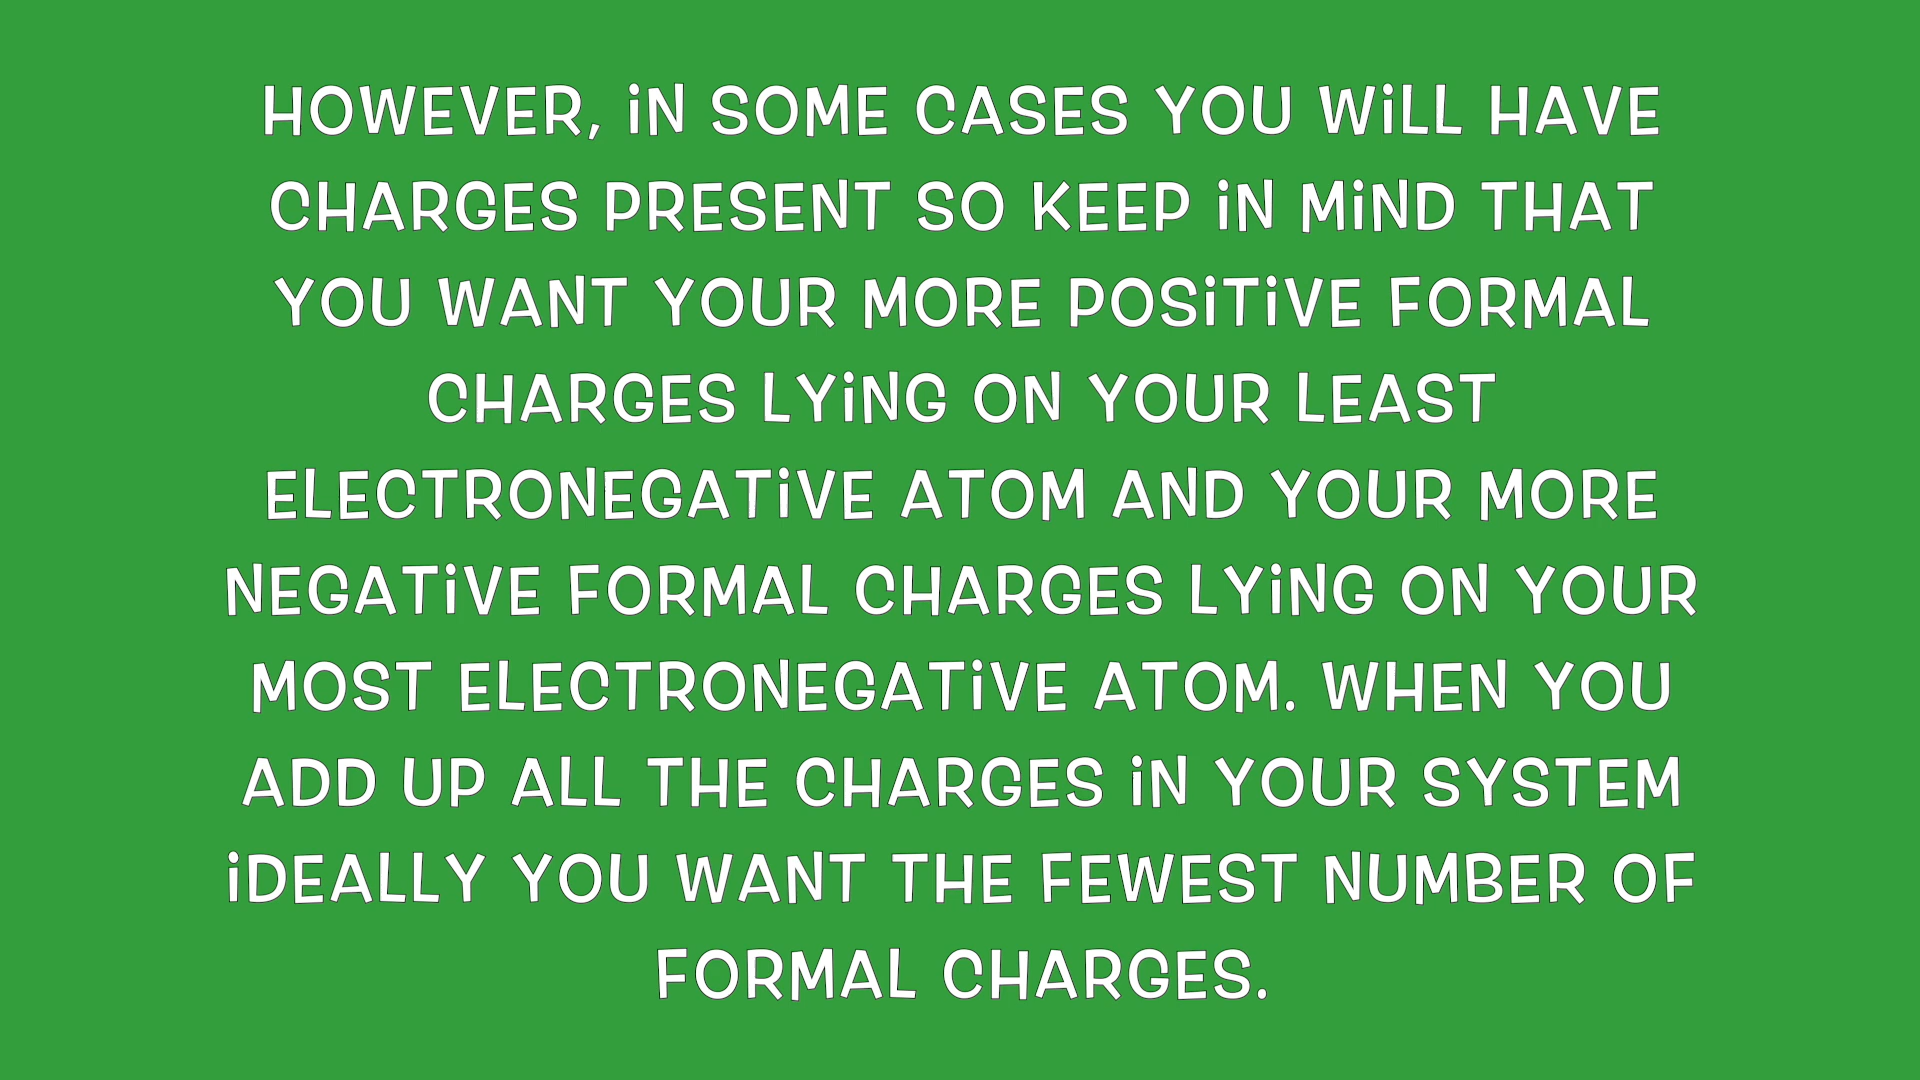 HOWEVER, iN SOME CASES YOU WiLL HAVE
CHARGES PRESENT SO KEEP iN MiND THAT
YOU WANT YOUR MORE POSiTiVE FORMAL
CHARGES LYiNG ON YOUR LEAST
ELECTRONEGATiVE ATOM AND YOUR MORE
NEGATiVE FORMAL CHARGES LYiNG ON YOUR
MOST ELECTRONEGATiVE ATOM. WHEN YOU
ADD UP ALL THE CHARGES iN YOUR SYSTEM
iDEALLY YOU WANT THE FEWEST NUMBER OF
FORMAL CHARGES.